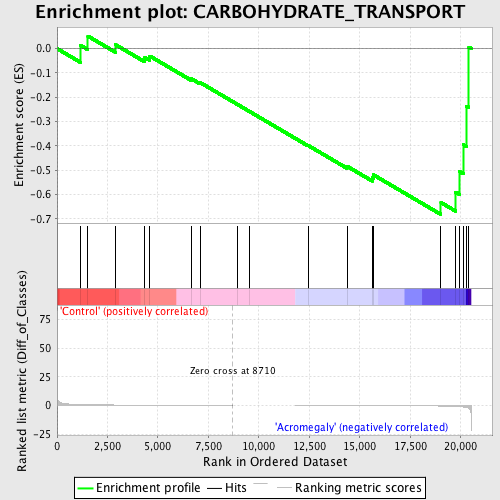 Enrichment plot: CARBOHYDRATE_TRANSPORT
Enrichment score (ES)
0.0
-0.1
-0.2
-0.3
-0.4
-0.5
-0.6
-0.7
'Control' (positively correlated)
Ranked list metric (Diff_of_Classes)
75
50
25
0
-25
Zero cross at 8710
'Acromegaly' (negatively correlated)
0 2,500 5,000 7,500 10,000 12,500 15,000 17,500 20,000
Rank in Ordered Dataset
Enrichment profile Hits Ranking metric scores